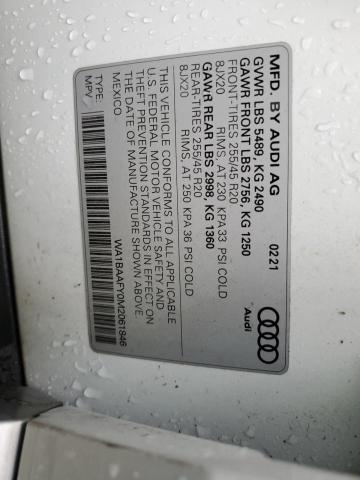 MFD. BY AUDI AG 0221
GVWR LBS 5489, KG 2490
GAWR FRONT LBS 2756, KG 1250
FRONT-TIRES 255/45 R20
8JX20 RIMS, AT 230 KPA 33 PSI COLD
GAWR REAR LBS 2998, KG 1360
REAR-TIRES 255/45 R20
8JX20 RIMS, AT 250 KPA 36 PSI COLD
THIS VEHICLE CONFORMS TO ALL APPLICABLE
U.S. FEDERAL MOTOR VEHICLE SAFETY AND
THEFT PREVENTION STANDARDS IN EFFECT ON
THE DATE OF MANUFACTURE SHOWN ABOVE.
MEXICO
WA1BAAFY0M2061846
TYPE:
MPV
Audi